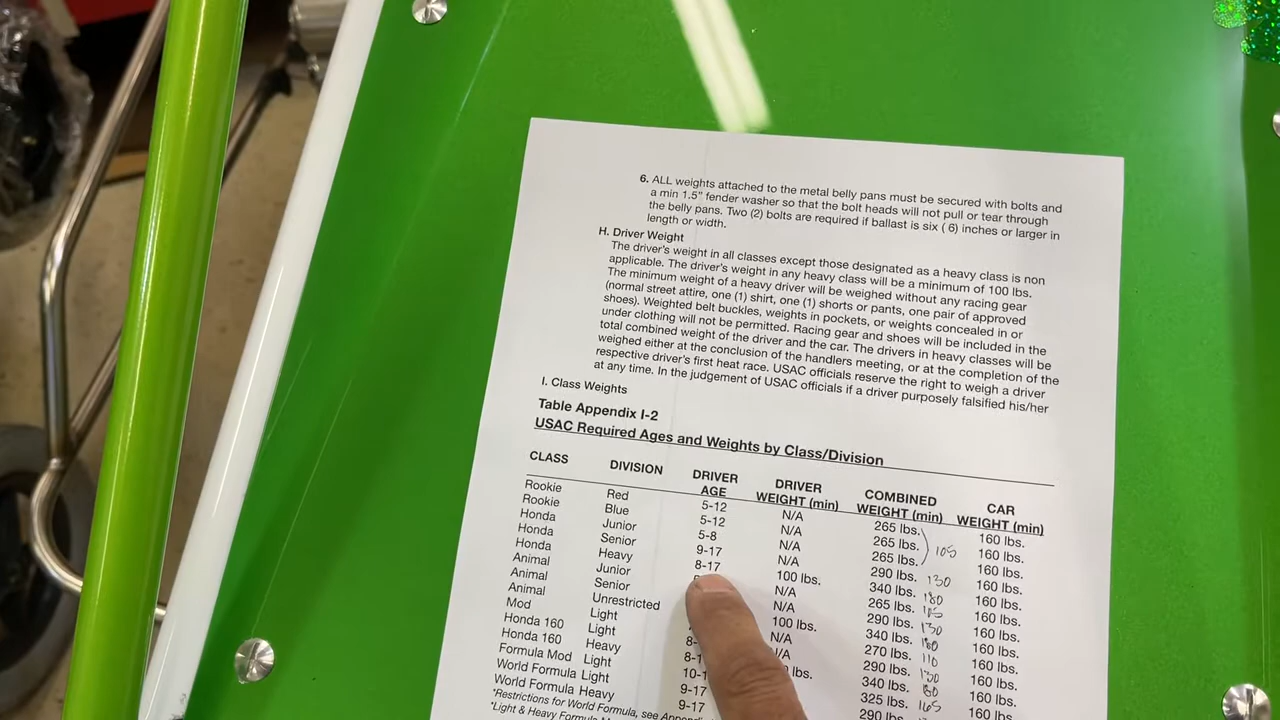 6. ALL weights attached to the metal belly pans must be secured with bolts and
a min 1.5” fender washer so that the bolt heads will not pull or tear through
the belly pans. Two (2) bolts are required if ballast is six ( 6) inches or larger in
length or width.
H. Driver Weight
The driver's weight in all classes except those designated as a heavy class is non
applicable. The driver's weight in any heavy class will be a minimum of 100 lbs.
The minimum weight of a heavy driver will be weighed without any racing gear
(normal street attire, one (1) shirt, one (1) shorts or pants, one pair of approved
shoes). Weighted belt buckles, weights in pockets, or weights concealed in or
under clothing will not be permitted. Racing gear and shoes will be included in the
total combined weight of the driver and the car. The drivers in heavy classes will be
weighed either at the conclusion of the handlers meeting, or at the completion of the
respective driver's first heat race. USAC officials reserve the right to weigh a driver
at any time. In the judgement of USAC officials if a driver purposely falsified his/her
I. Class Weights
Table Appendix I-2
USAC Required Ages and Weights by Class/Division
CLASS DIVISION DRIVER AGE DRIVER WEIGHT (min) COMBINED WEIGHT (min) CAR WEIGHT (min)
Rookie Red 5-12 N/A 265 lbs. 160 lbs.
Rookie Blue 5-12 N/A 265 lbs. 160 lbs.
Honda Junior 5-8 N/A 265 lbs. 105 160 lbs.
Honda Senior 9-17 N/A 290 lbs. 130 160 lbs.
Honda Heavy 8-17 100 lbs. 340 lbs. 180 160 lbs.
Animal Junior N/A 265 lbs. 105 160 lbs.
Animal Senior N/A 290 lbs. 130 160 lbs.
Animal Unrestricted 100 lbs. 340 lbs. 180 160 lbs.
Mod Light N/A 270 lbs. 110 160 lbs.
Honda 160 Light 290 lbs. 130 160 lbs.
Honda 160 Heavy lbs. 340 lbs. 180 160 lbs.
Formula Mod Light 325 lbs. 165 160 lbs.
World Formula Light 9-17 290 lbs.
World Formula Heavy 9-17
*Restrictions for World Formula, see
*Light & Heavy Formula